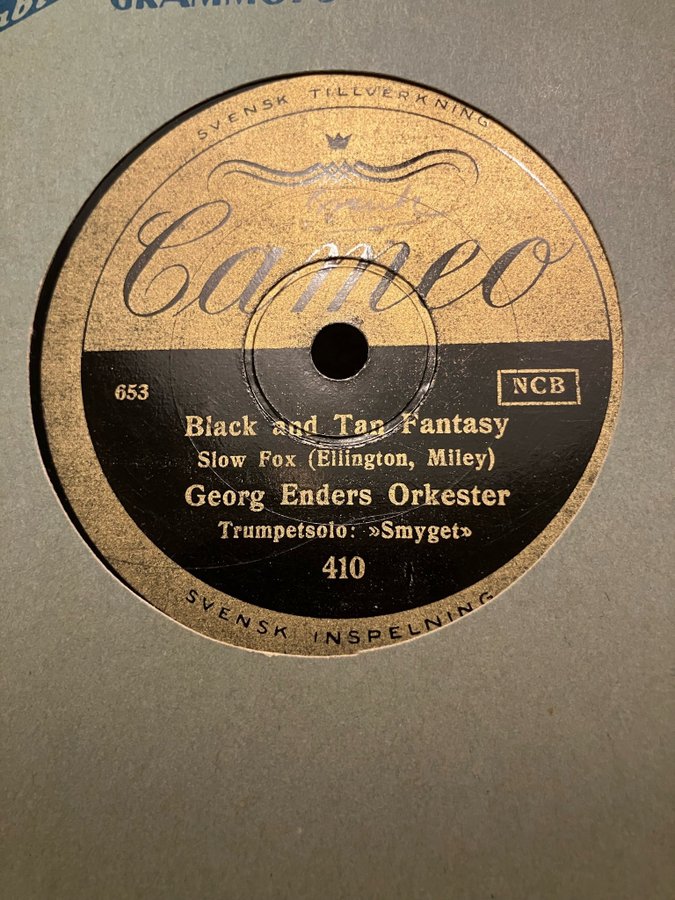 SVENSK TILLVERKNING
Cameo
653
NCB
Black and Tan Fantasy
Slow Fox (Ellington, Miley)
Georg Enders Orkester
Trumpetsolo: »Smyget»
410
SVENSK INSPELNING